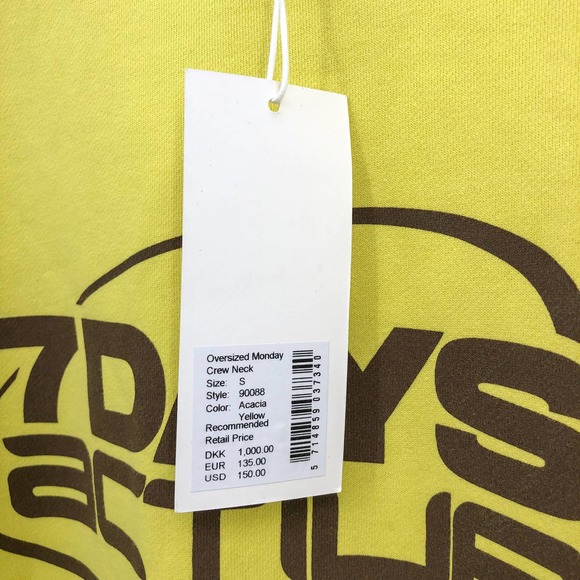 Oversized Monday
Crew Neck
Size: S
Style: 90088
Color: Acacia
Yellow
Recommended
Retail Price
DKK 1,000.00
EUR 135.00
USD 150.00
5 714859 037340
7DAYS